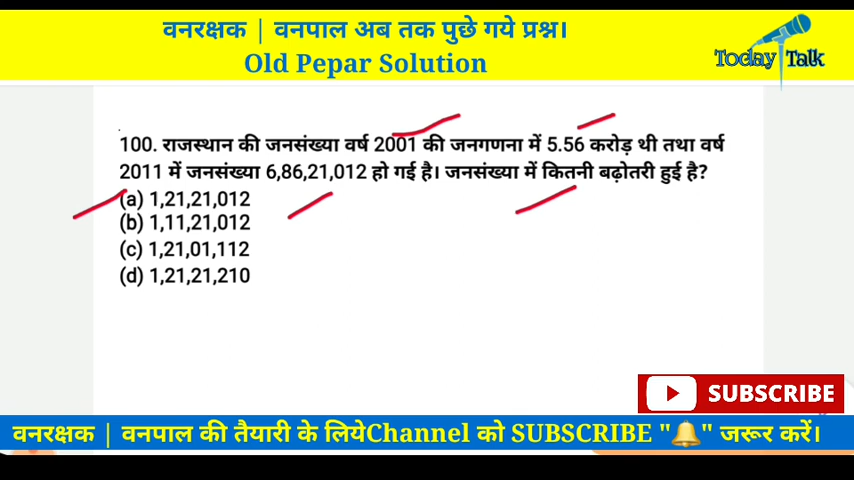 वनरक्षक | वनपाल अब तक पुछे गये प्रश्न।
Old Pepar Solution
Today Talk
100. राजस्थान की जनसंख्या वर्ष 2001 की जनगणना में 5.56 करोड़ थी तथा वर्ष
2011 में जनसंख्या 6,86,21,012 हो गई है। जनसंख्या में कितनी बढ़ोतरी हुई है?
(a) 1,21,21,012
(b) 1,11,21,012
(c) 1,21,01,112
(d) 1,21,21,210
SUBSCRIBE
वनरक्षक | वनपाल की तैयारी के लियेChannel को SUBSCRIBE "🔔" जरूर करें।